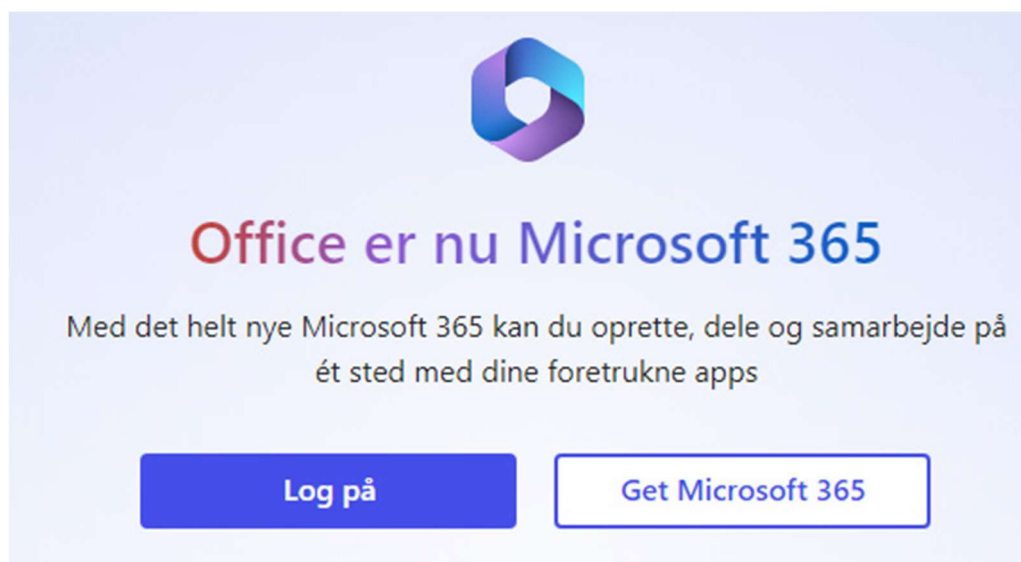 Office er nu Microsoft 365
Med det helt nye Microsoft 365 kan du oprette, dele og samarbejde på
ét sted med dine foretrukne apps
Log på
Get Microsoft 365